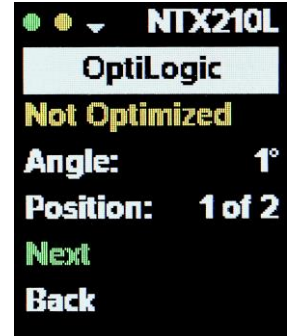 NTX210L
OptiLogic
Not Optimized
Angle: 1°
Position: 1 of 2
Next
Back